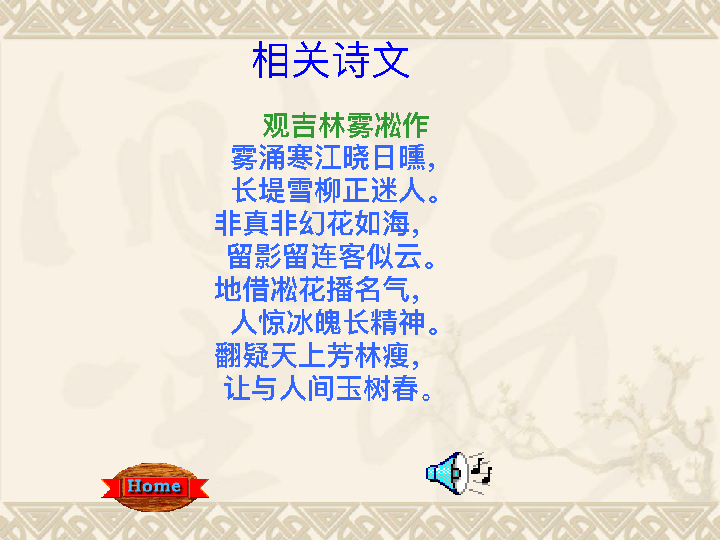 相关诗文
观吉林雾凇作
雾涌寒江晓日曛，
长堤雪柳正迷人。
非真非幻花如海，
留影留连客似云。
地借凇花播名气，
人惊冰魄长精神。
翻疑天上芳林瘦，
让与人间玉树春。
Home